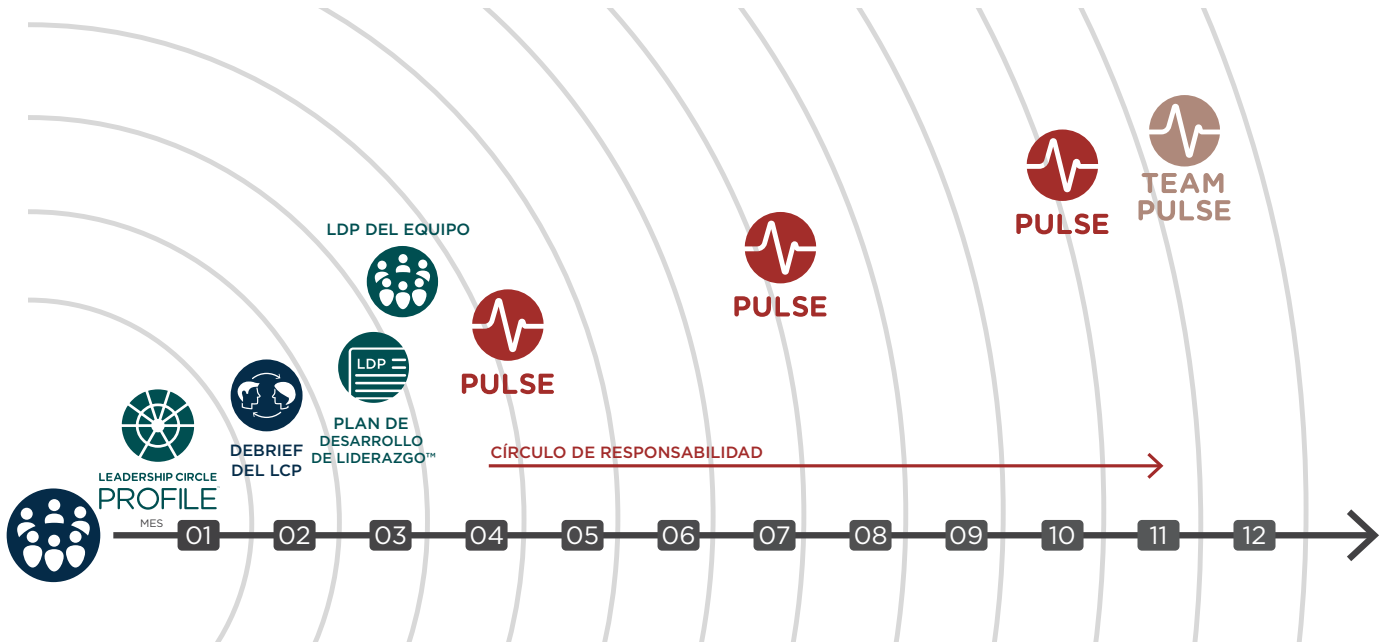 TEAM
PULSE
PULSE
LDP DEL EQUIPO
PULSE
LDP
PULSE
PLAN DE
DESARROLLO
DE LIDERAZGO™
DEBRIEF
DEL LCP
CÍRCULO DE RESPONSABILIDAD
LEADERSHIP CIRCLE
PROFILE
MES
01 02 03 04 05 06 07 08 09 10 11 12